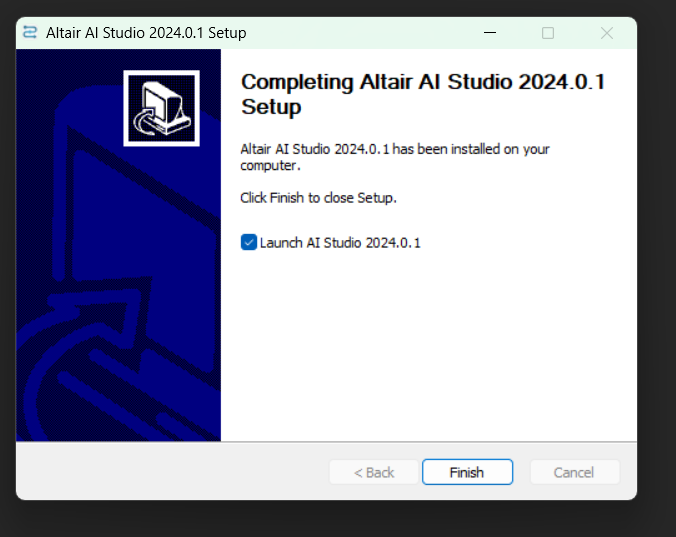 Altair AI Studio 2024.0.1 Setup
Completing Altair AI Studio 2024.0.1
Setup
Altair AI Studio 2024.0.1 has been installed on your
computer.
Click Finish to close Setup.
Launch AI Studio 2024.0.1
< Back
Finish
Cancel